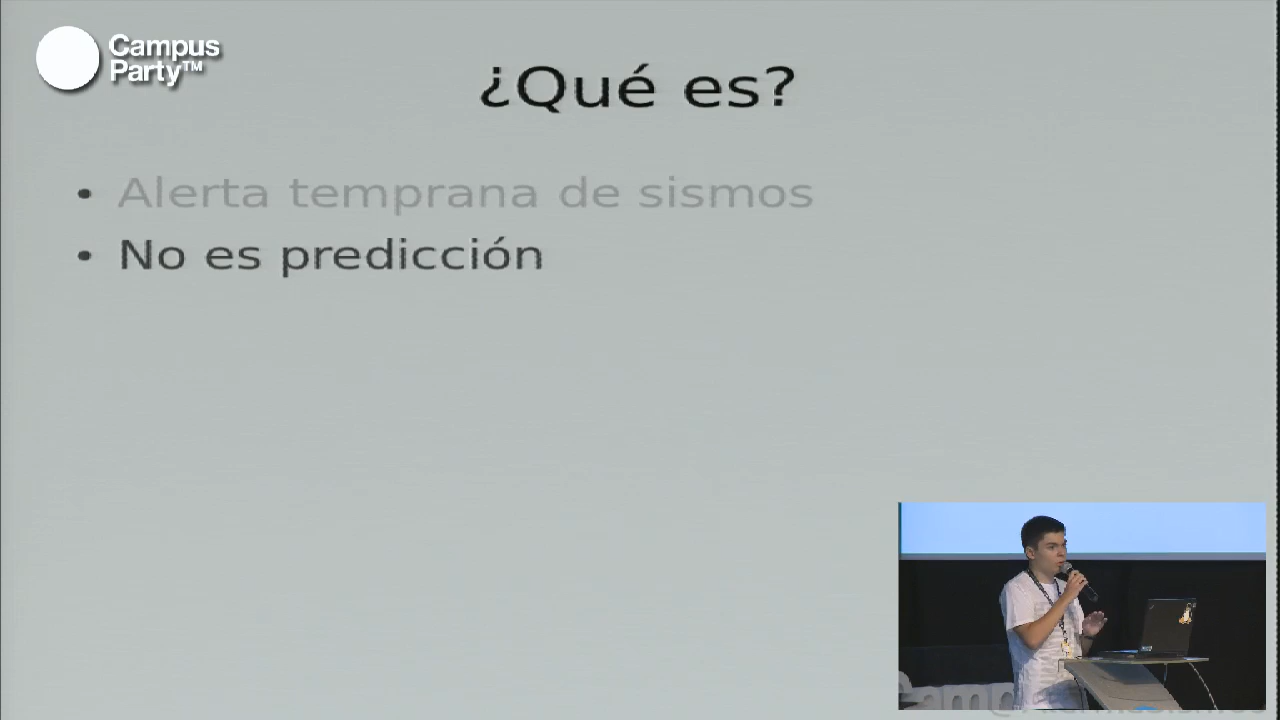 Campus
Party™
¿Qué es?
• Alerta temprana de sismos
• No es predicción